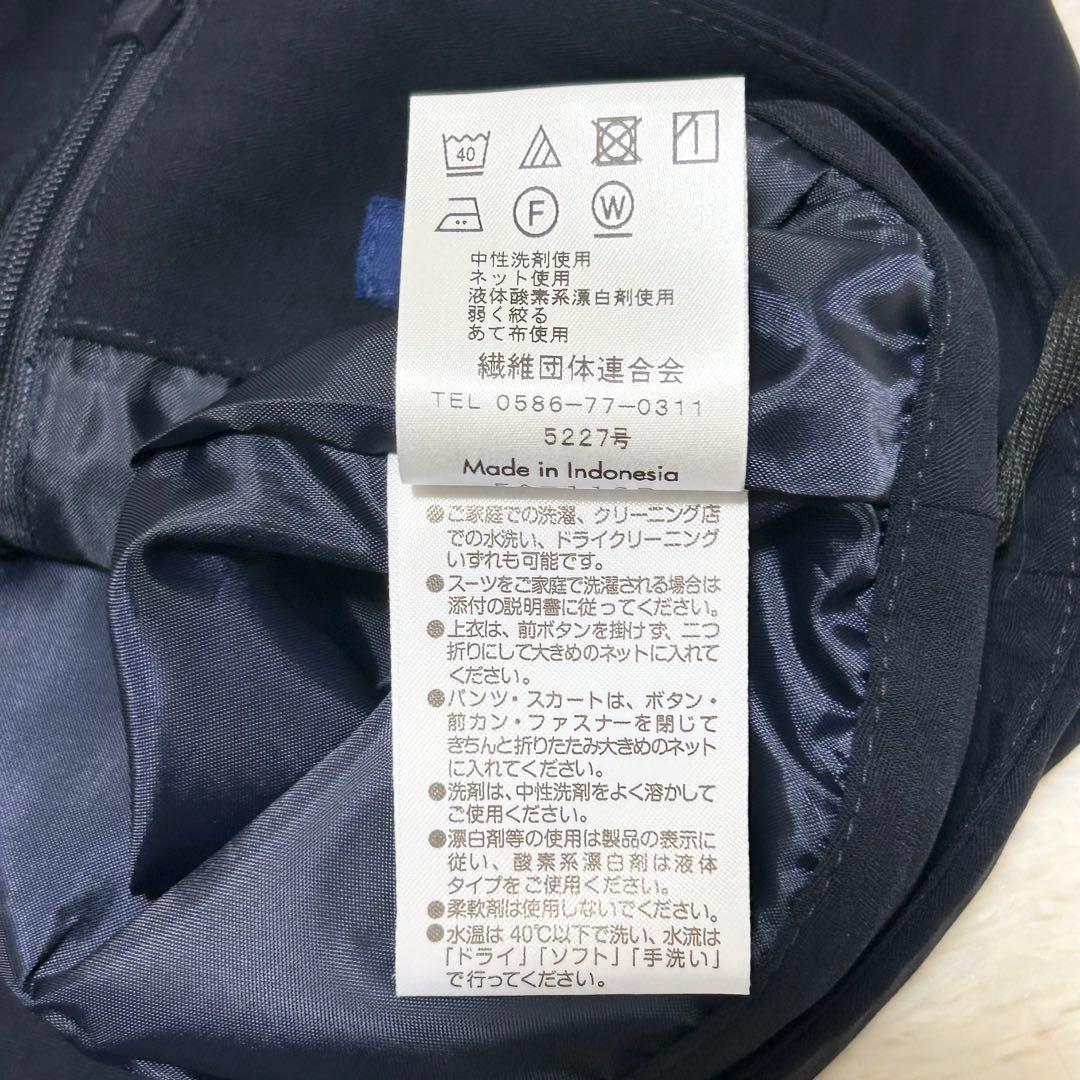 40
F
W
中性洗剤使用
ネット使用
液体酸素系漂白剤使用
弱く絞る
あて布使用
繊維団体連合会
TEL 0586-77-0311
5227号
Made in Indonesia
●ご家庭での洗濯、クリーニング店
での水洗い、ドライクリーニング
いずれも可能です。
●スーツをご家庭で洗濯される場合は
添付の説明書に従ってください。
●上衣は、前ボタンを掛けず、二つ
折りにして大きめのネットに入れて
ください。
●パンツ・スカートは、ボタン・
前カン・ファスナーを閉じて
きちんと折りたたみ大きめのネット
に入れてください。
●洗剤は、中性洗剤をよく溶かして
ご使用ください。
●漂白剤等の使用は製品の表示に
従い、酸素系漂白剤は液体
タイプをご使用ください。
●柔軟剤は使用しないでください。
●水温は40℃以下で洗い、水流は
「ドライ」「ソフト」「手洗い」
で行ってください。